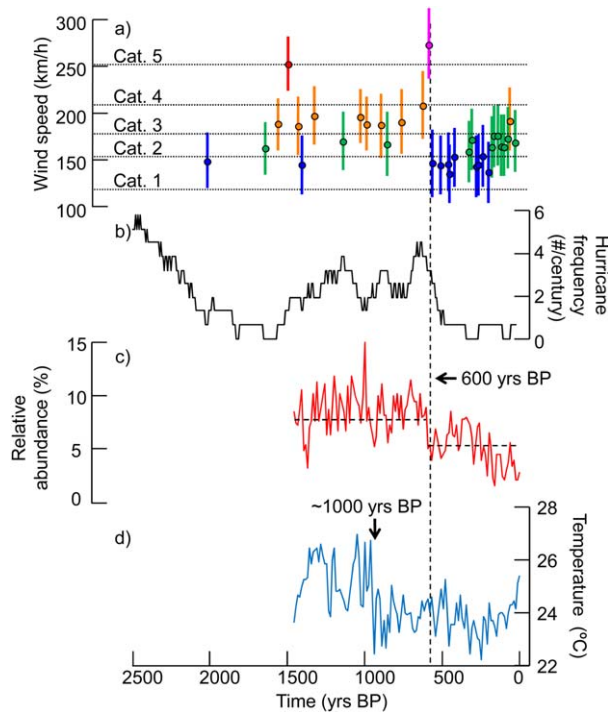 a)
Wind speed (km/h)
300
250
200
150
100
Cat. 5
Cat. 4
Cat. 3
Cat. 2
Cat. 1
b)
6
4
2
0
Hurricane
frequency
(#/century)
c)
15
10
5
0
Relative
abundance (%)
600 yrs BP
d)
~1000 yrs BP
28
26
24
22
Temperature
(°C)
2500 2000 1500 1000 500 0
Time (yrs BP)